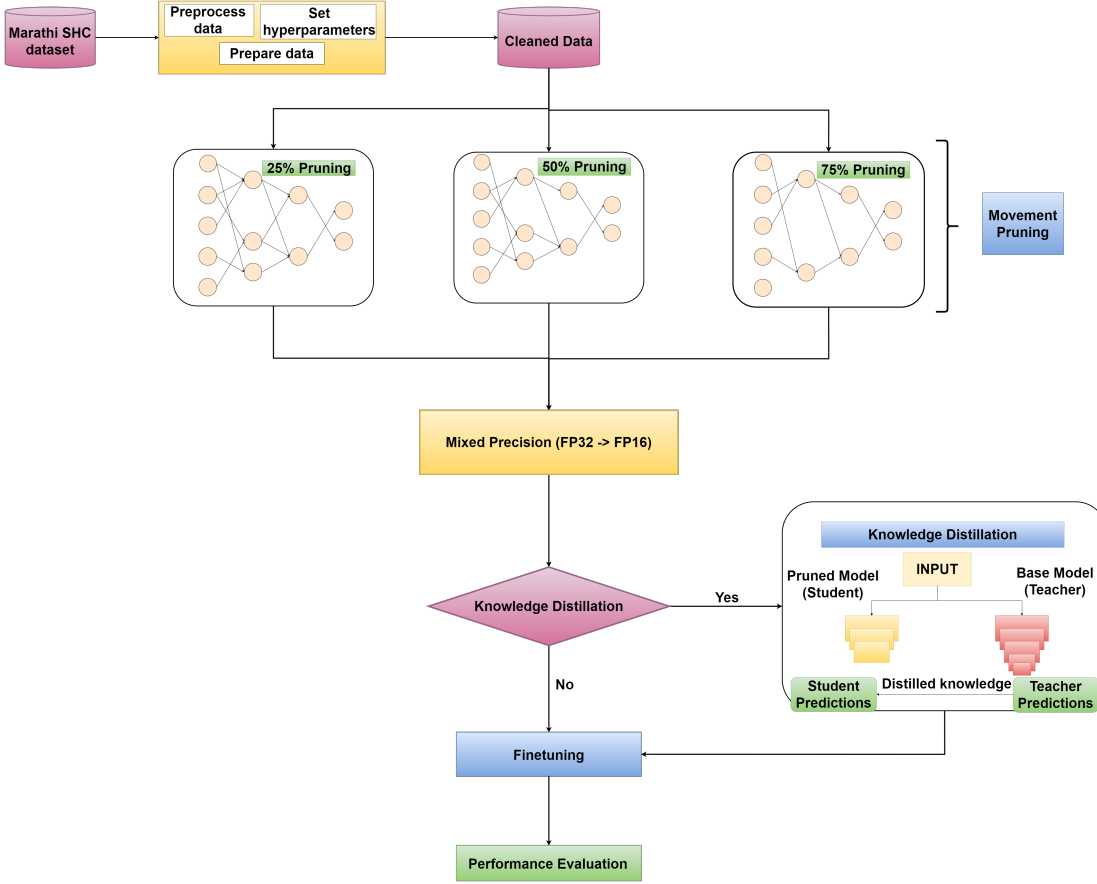 Marathi SHC
dataset
Preprocess
data
Set
hyperparameters
Prepare data
Cleaned Data
25% Pruning
50% Pruning
75% Pruning
Movement
Pruning
Mixed Precision (FP32 -> FP16)
Knowledge Distillation
Yes
No
Knowledge Distillation
INPUT
Pruned Model
(Student)
Base Model
(Teacher)
Student
Predictions
Distilled knowledge
Teacher
Predictions
Finetuning
Performance Evaluation